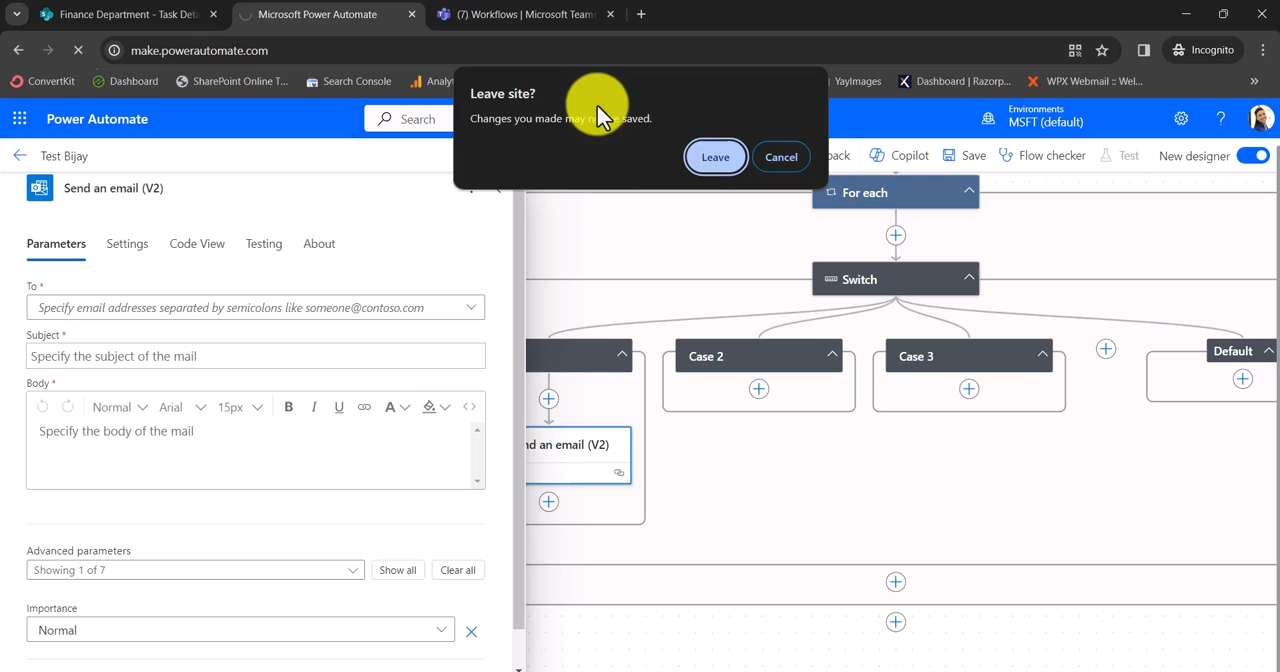 Finance Department - Task Det
Microsoft Power Automate
(7) Workflows | Microsoft Teams
make.powerautomate.com
Incognito
ConvertKit
Dashboard
SharePoint Online T...
Search Console
Analy
YayImages
Dashboard | Razorp...
WPX Webmail :: Wel...
Leave site?
Changes you made may saved.
Leave
Cancel
Power Automate
Search
Environments
MSFT (default)
Test Bijay
back
Copilot
Save
Flow checker
Test
New designer
Send an email (V2)
Parameters
Settings
Code View
Testing
About
To *
Specify email addresses separated by semicolons like someone@contoso.com
Subject *
Specify the subject of the mail
Body *
Normal
Arial
15px
B
I
U
A
Specify the body of the mail
Advanced parameters
Showing 1 of 7
Show all
Clear all
Importance
Normal
For each
Switch
Case 2
Case 3
Default
nd an email (V2)